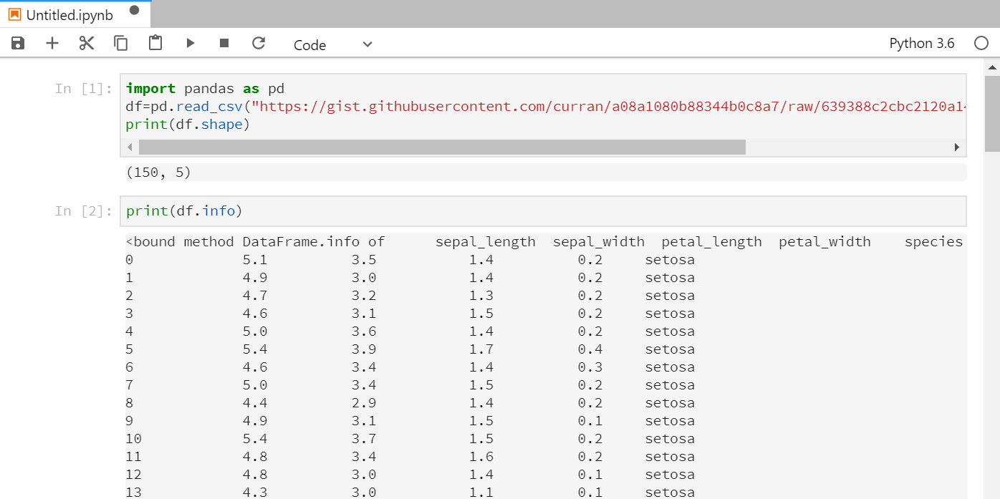 Untitled.ipynb
Code
Python 3.6
In [1]:
import pandas as pd
df=pd.read_csv("https://gist.githubusercontent.com/curran/a08a1080b88344b0c8a7/raw/639388c2cbc2120a14
print(df.shape)
(150, 5)
In [2]:
print(df.info)
<bound method DataFrame.info of      sepal_length  sepal_width  petal_length  petal_width    species
0             5.1          3.5           1.4          0.2     setosa
1             4.9          3.0           1.4          0.2     setosa
2             4.7          3.2           1.3          0.2     setosa
3             4.6          3.1           1.5          0.2     setosa
4             5.0          3.6           1.4          0.2     setosa
5             5.4          3.9           1.7          0.4     setosa
6             4.6          3.4           1.4          0.3     setosa
7             5.0          3.4           1.5          0.2     setosa
8             4.4          2.9           1.4          0.2     setosa
9             4.9          3.1           1.5          0.1     setosa
10            5.4          3.7           1.5          0.2     setosa
11            4.8          3.4           1.6          0.2     setosa
12            4.8          3.0           1.4          0.1     setosa
13            4.3          3.0           1.1          0.1     setosa